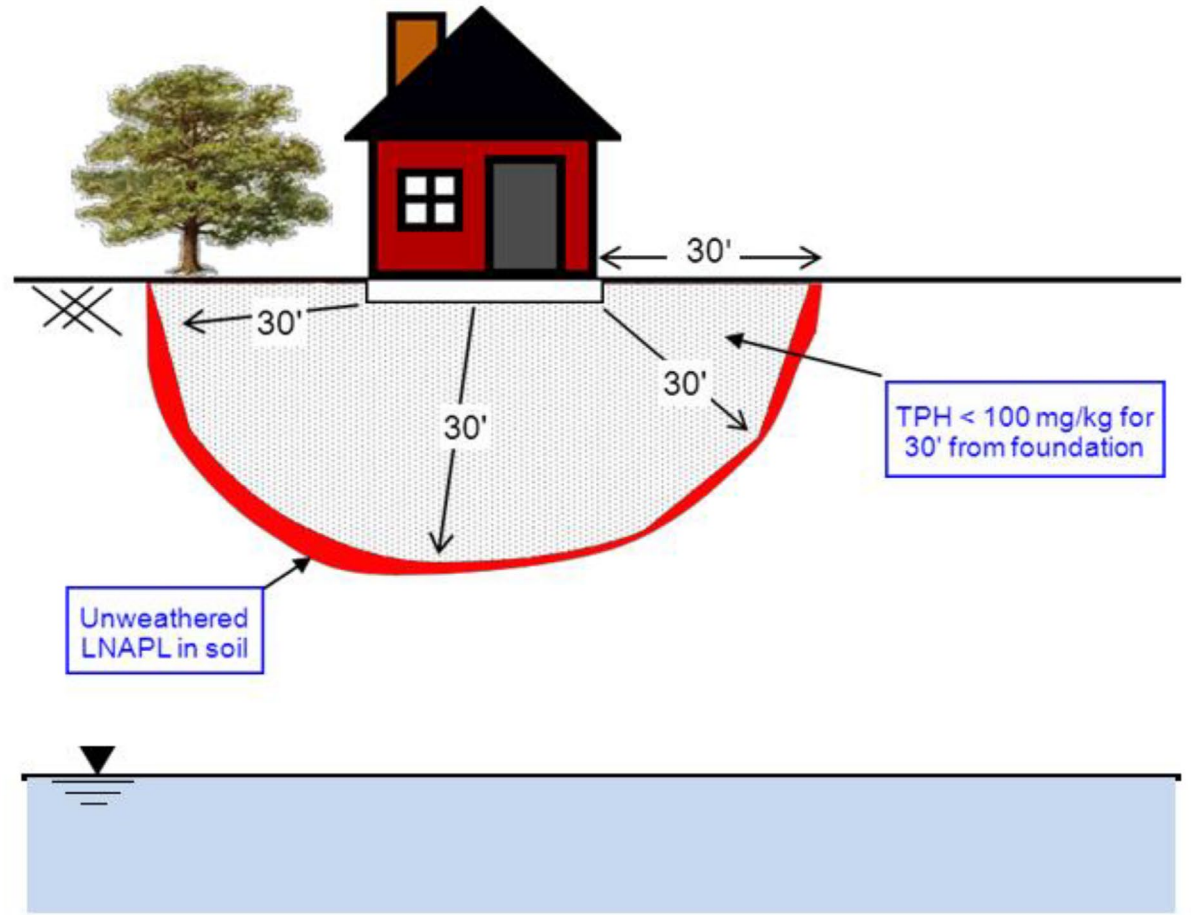 30'
30'
30'
30'
TPH < 100 mg/kg for
30' from foundation
Unweathered
LNAPL in soil